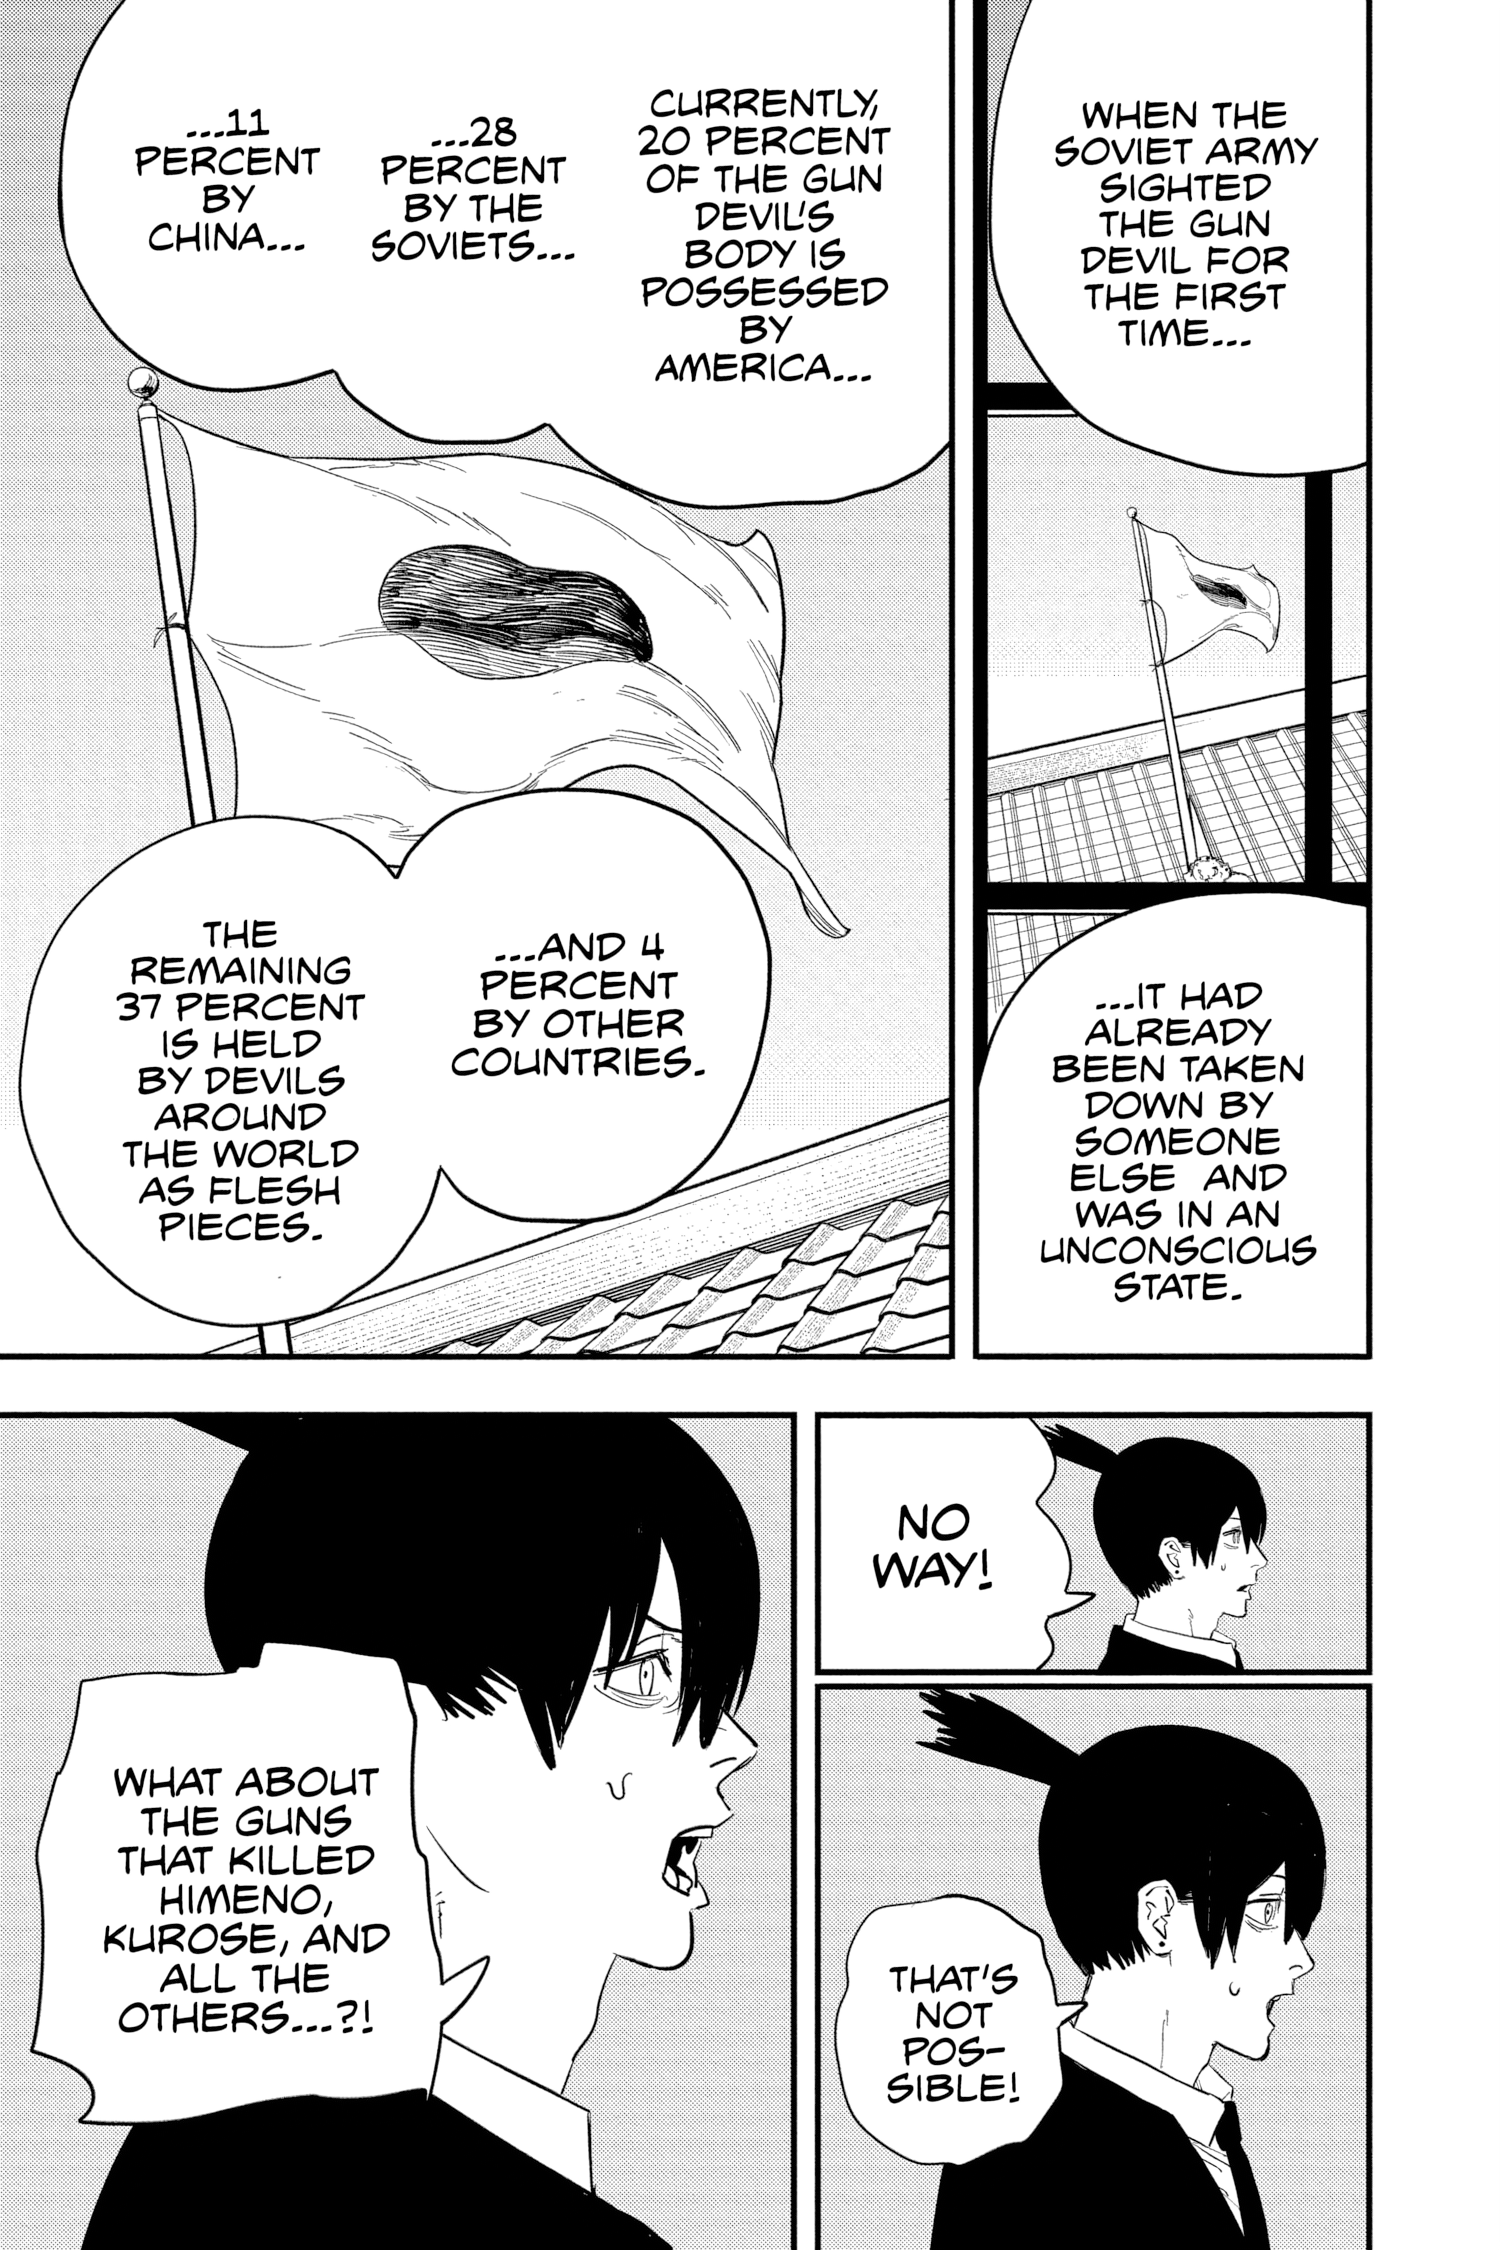 WHEN THE
SOVIET ARMY
SIGHTED
THE GUN
DEVIL FOR
THE FIRST
TIME...
...IT HAD
ALREADY
BEEN TAKEN
DOWN BY
SOMEONE
ELSE AND
WAS IN AN
UNCONSCIOUS
STATE.
CURRENTLY,
20 PERCENT
OF THE GUN
DEVIL'S
BODY IS
POSSESSED
BY
AMERICA...
...28
PERCENT
BY THE
SOVIETS...
...11
PERCENT
BY
CHINA...
...AND 4
PERCENT
BY OTHER
COUNTRIES.
THE
REMAINING
37 PERCENT
IS HELD
BY DEVILS
AROUND
THE WORLD
AS FLESH
PIECES.
NO
WAY!
THAT'S
NOT
POS-
SIBLE!
WHAT ABOUT
THE GUNS
THAT KILLED
HIMENO,
KUROSE, AND
ALL THE
OTHERS...?!